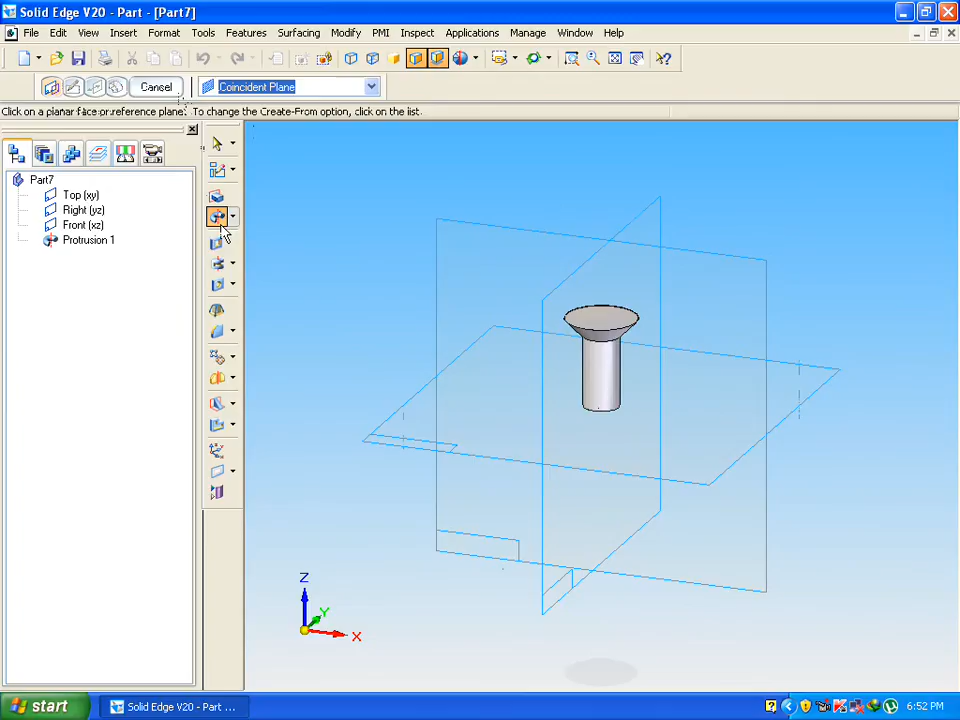 Solid Edge V20 - Part - [Part7]
File Edit View Insert Format Tools Features Surfacing Modify PMI Inspect Applications Manage Window Help
Cancel Coincident Plane
Click on a planar face or reference plane. To change the Create-From option, click on the list.
Part7
Top (xy)
Right (yz)
Front (xz)
Protrusion 1
Z
Y
X
start Solid Edge V20 - Part ... 6:52 PM